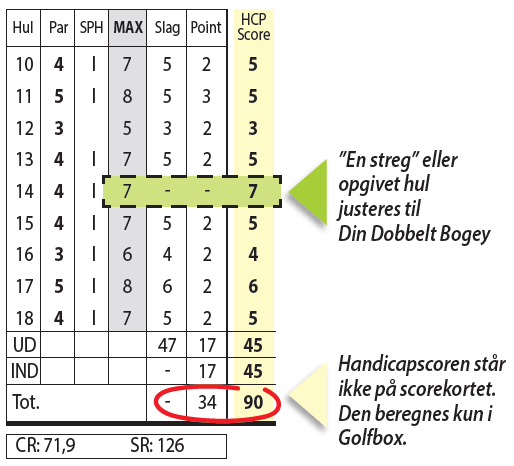 Hul Par SPH MAX Slag Point HCP Score
10 4 I 7 5 2 5
11 5 I 8 5 3 5
12 3 5 3 2 3
13 4 I 7 5 2 5
14 4 I 7 - - 7
15 4 I 7 5 2 5
16 3 I 6 4 2 4
17 5 I 8 6 2 6
18 4 I 7 5 2 5
UD 47 17 45
IND - 17 45
Tot. - 34 90
CR: 71,9 SR: 126
”En streg” eller
opgivet hul
justeres til
Din Dobbelt Bogey
Handicapscoren står
ikke på scorekortet.
Den beregnes kun i
Golfbox.